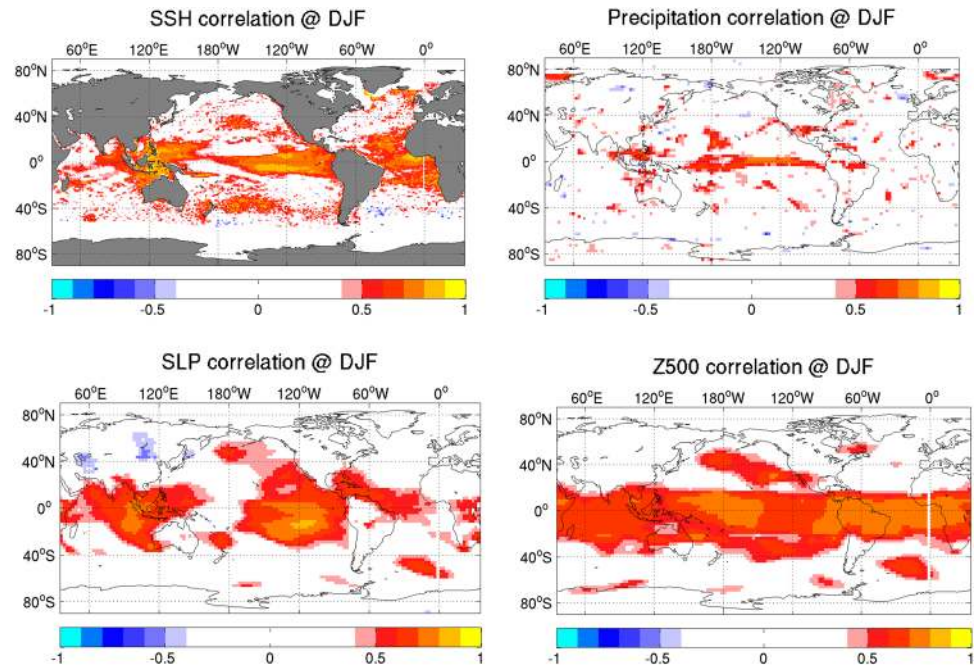 SSH correlation @ DJF
60°E 120°E 180°W 120°W 60°W 0°
80°N
40°N
0°
40°S
80°S
-1 -0.5 0 0.5 1
Precipitation correlation @ DJF
60°E 120°E 180°W 120°W 60°W 0°
80°N
40°N
0°
40°S
80°S
-1 -0.5 0 0.5 1
SLP correlation @ DJF
60°E 120°E 180°W 120°W 60°W 0°
80°N
40°N
0°
40°S
80°S
-1 -0.5 0 0.5 1
Z500 correlation @ DJF
60°E 120°E 180°W 120°W 60°W 0°
80°N
40°N
0°
40°S
80°S
-1 -0.5 0 0.5 1